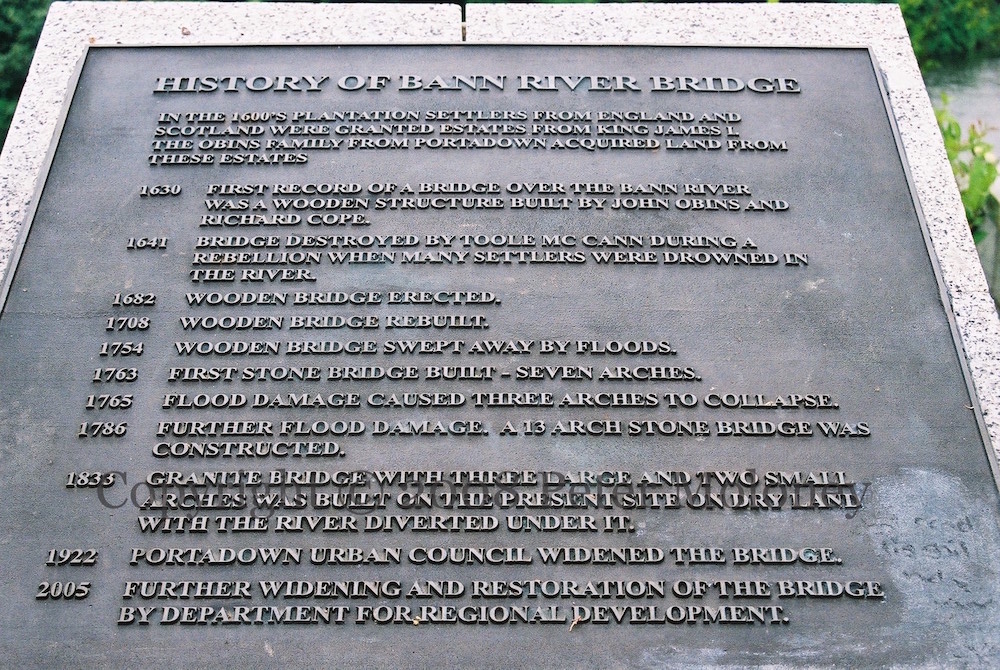 HISTORY OF BANN RIVER BRIDGE
IN THE 1600'S PLANTATION SETTLERS FROM ENGLAND AND
SCOTLAND WERE GRANTED ESTATES FROM KING JAMES I.
THE OBINS FAMILY FROM PORTADOWN ACQUIRED LAND FROM
THESE ESTATES
1630 FIRST RECORD OF A BRIDGE OVER THE BANN RIVER
WAS A WOODEN STRUCTURE BUILT BY JOHN OBINS AND
RICHARD COPE.
1641 BRIDGE DESTROYED BY TOOLE MC CANN DURING A
REBELLION WHEN MANY SETTLERS WERE DROWNED IN
THE RIVER.
1682 WOODEN BRIDGE ERECTED.
1708 WOODEN BRIDGE REBUILT.
1754 WOODEN BRIDGE SWEPT AWAY BY FLOODS.
1763 FIRST STONE BRIDGE BUILT - SEVEN ARCHES.
1765 FLOOD DAMAGE CAUSED THREE ARCHES TO COLLAPSE.
1786 FURTHER FLOOD DAMAGE. A 13 ARCH STONE BRIDGE WAS
CONSTRUCTED.
1833 GRANITE BRIDGE WITH THREE LARGE AND TWO SMALL
ARCHES WAS BUILT ON THE PRESENT SITE ON DRY LAND
WITH THE RIVER DIVERTED UNDER IT.
1922 PORTADOWN URBAN COUNCIL WIDENED THE BRIDGE.
2005 FURTHER WIDENING AND RESTORATION OF THE BRIDGE
BY DEPARTMENT FOR REGIONAL DEVELOPMENT.
Copyright © 2008 Peter